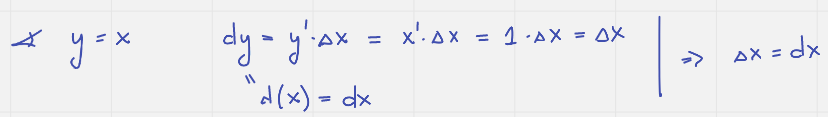 y = x dy = y'·Δx = x'·Δx = 1·Δx = Δx | => Δx = dx
" d(x) = dx